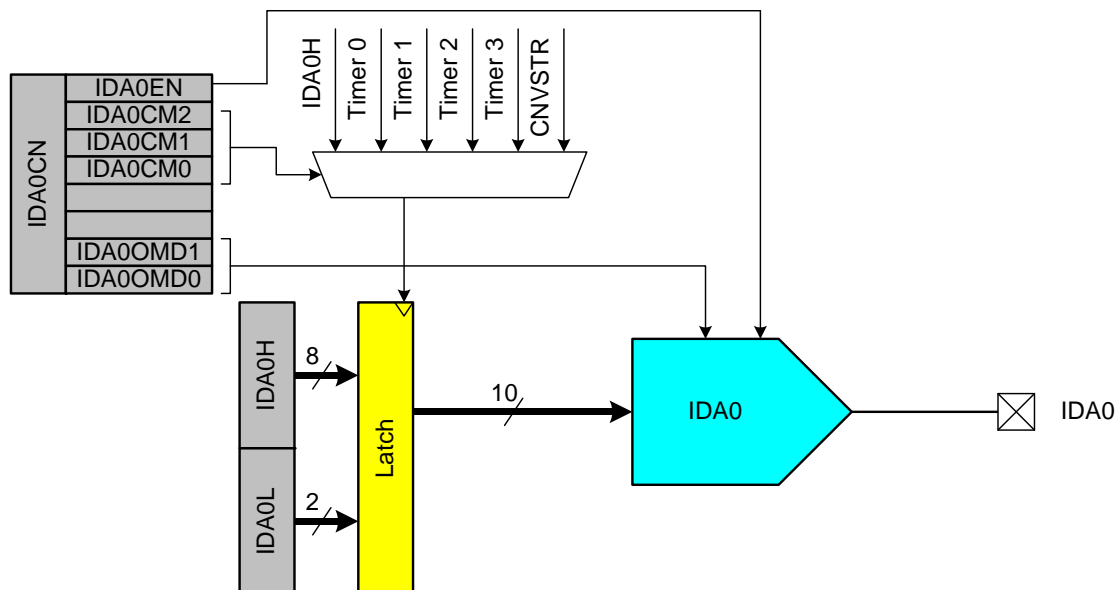 IDA0CN
IDA0EN
IDA0CM2
IDA0CM1
IDA0CM0
IDA0OMD1
IDA0OMD0
IDA0H
Timer 0
Timer 1
Timer 2
Timer 3
CNVSTR
IDA0H
8
IDA0L
2
Latch
10
IDA0
IDA0